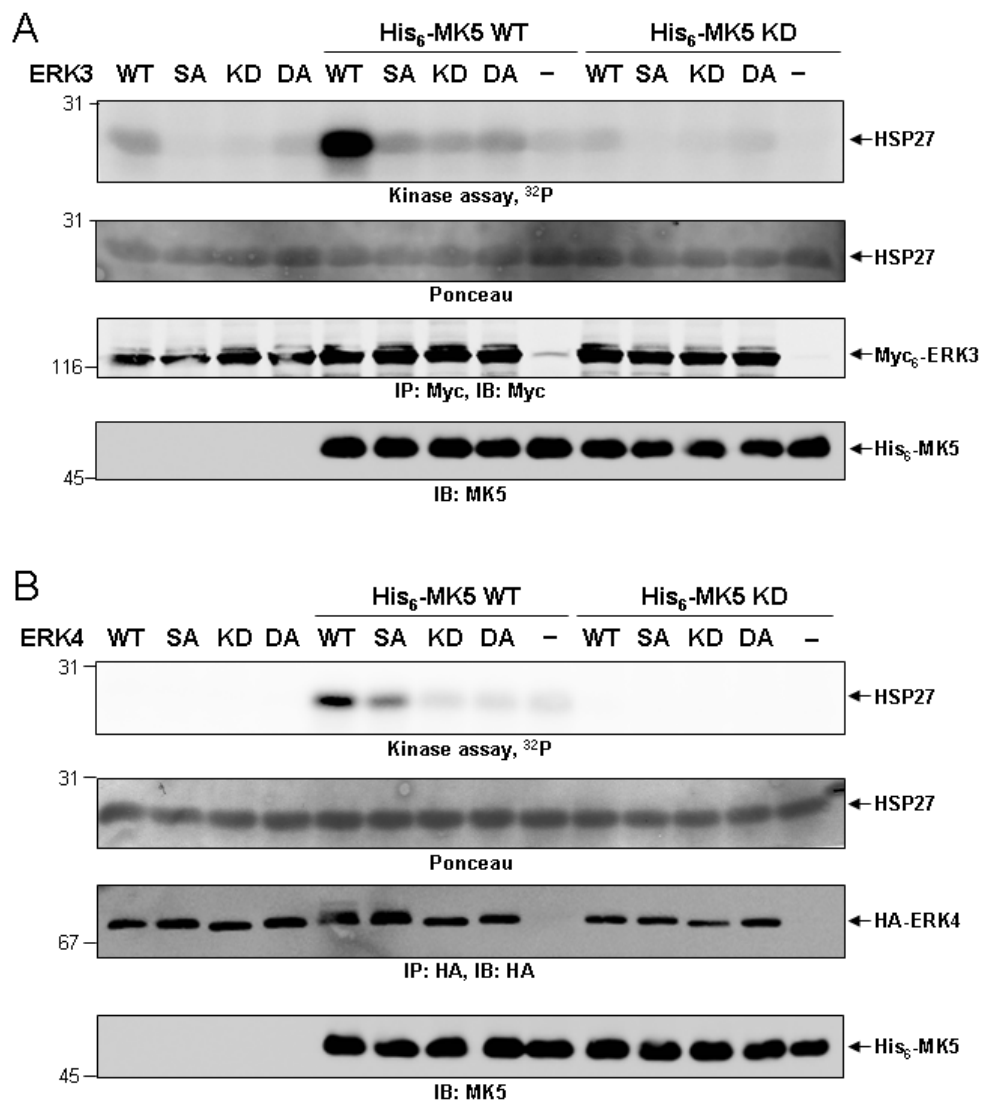 A
His₆-MK5 WT His₆-MK5 KD
ERK3 WT SA KD DA WT SA KD DA – WT SA KD DA –
31
HSP27
Kinase assay, ³²P
31
HSP27
Ponceau
116
Myc₆-ERK3
IP: Myc, IB: Myc
His₆-MK5
45
IB: MK5
B
His₆-MK5 WT His₆-MK5 KD
ERK4 WT SA KD DA WT SA KD DA – WT SA KD DA –
31
HSP27
Kinase assay, ³²P
31
HSP27
Ponceau
HA-ERK4
67
IP: HA, IB: HA
His₆-MK5
45
IB: MK5